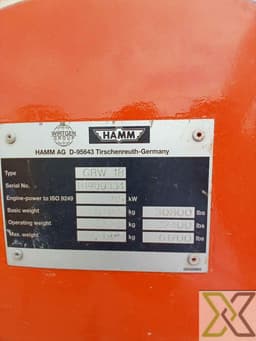 WIRTGEN
GROUP
HAMM
HAMM AG D-95643 Tirschenreuth-Germany
Type GRW 18
Serial No.
Engine-power to ISO 9249 kW
Basic weight kg 30800 lbs
Operating weight kg lbs
Max. weight kg lbs